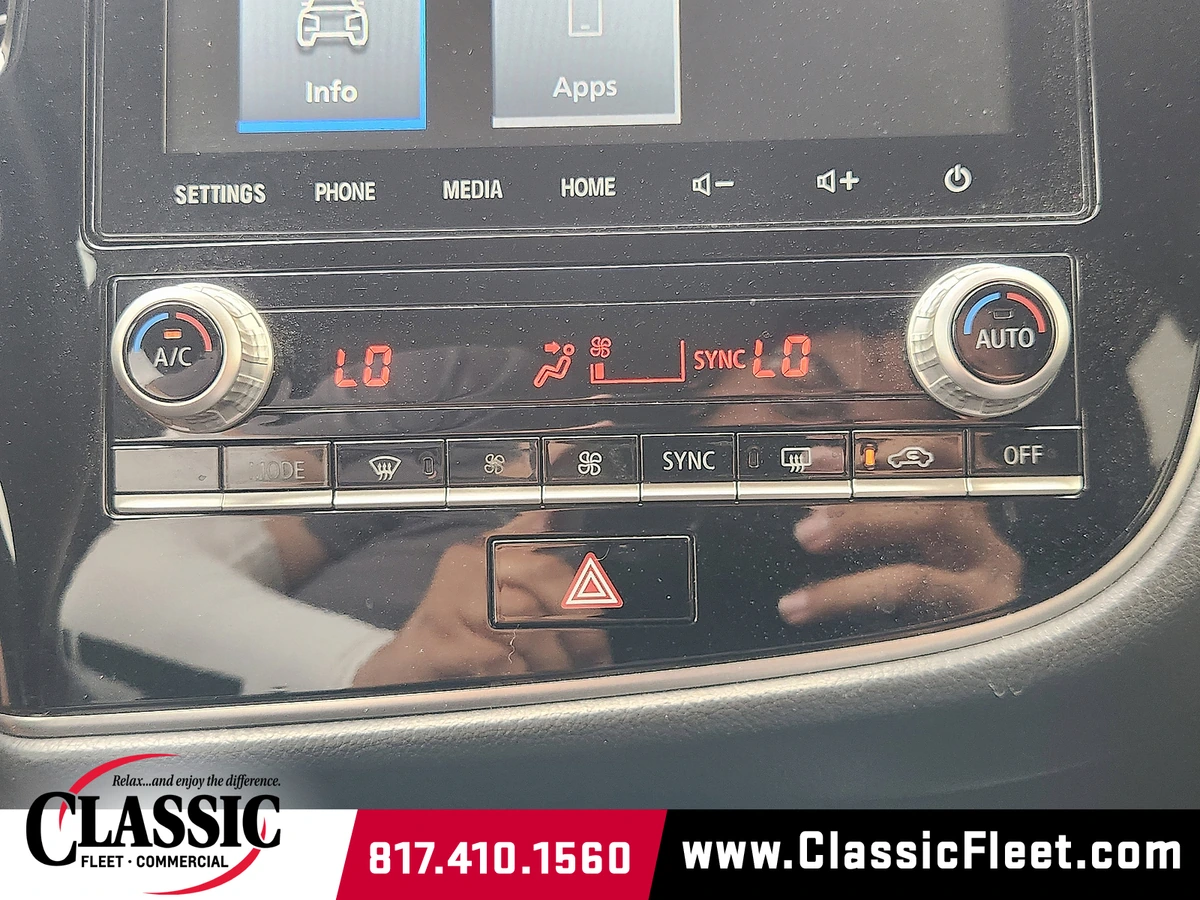 Info
Apps
SETTINGS PHONE MEDIA HOME
A/C
LO SYNC LO
AUTO
MODE SYNC OFF
Relax...and enjoy the difference.
CLASSIC
FLEET · COMMERCIAL
817.410.1560
www.ClassicFleet.com